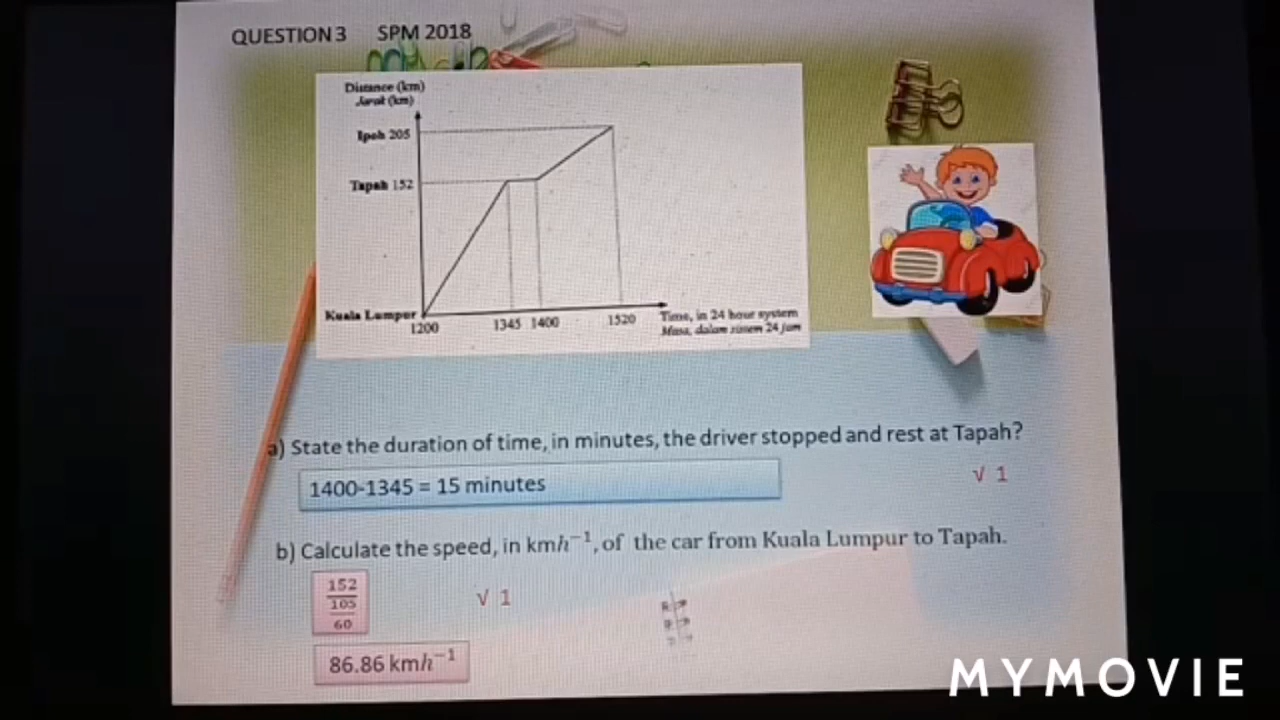 QUESTION 3 SPM 2018
Distance (km)
Jarak (km)
Ipoh 205
Tapah 152
Kuala Lumpur
1200
1345 1400
1520
Time, in 24 hour system
Masa, dalam sistem 24 jam
a) State the duration of time, in minutes, the driver stopped and rest at Tapah?
1400-1345 = 15 minutes
√ 1
b) Calculate the speed, in kmh⁻¹, of the car from Kuala Lumpur to Tapah.
152
105
60
√ 1
86.86 kmh⁻¹
MYMOVIE